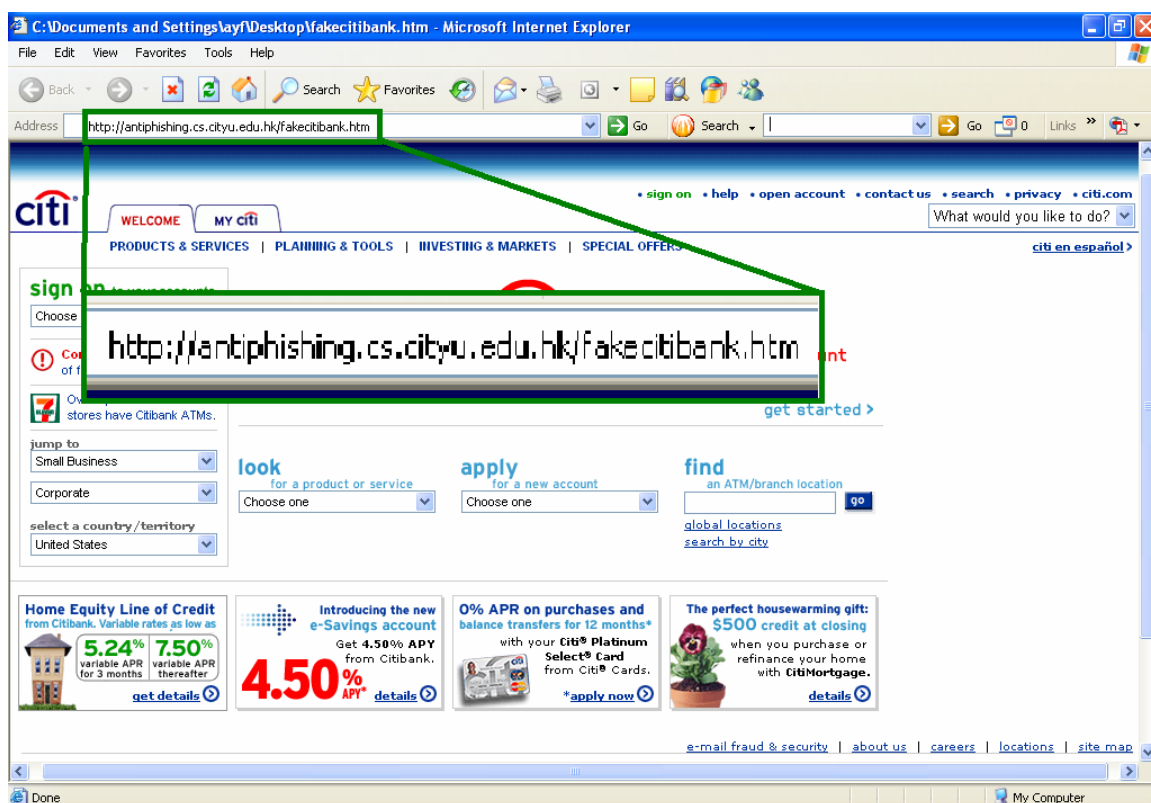 C:\Documents and Settings\ayf\Desktop\fakecitibank.htm - Microsoft Internet Explorer
File Edit View Favorites Tools Help
Back Search Favorites
Address http://antiphishing.cs.cityu.edu.hk/fakecitibank.htm Go Search Go 0 Links »
• sign on • help • open account • contact us • search • privacy • citi.com
citi WELCOME MY citi What would you like to do?
PRODUCTS & SERVICES | PLANNING & TOOLS | INVESTING & MARKETS | SPECIAL OFFERS citi en español >
sign on to your accounts
Choose
http://antiphishing.cs.cityu.edu.hk/fakecitibank.htm
of f
stores have Citibank ATMs.
get started >
jump to
Small Business
Corporate
select a country/territory
United States
look
for a product or service
Choose one
apply
for a new account
Choose one
find
an ATM/branch location
go
global locations
search by city
Home Equity Line of Credit
from Citibank. Variable rates as low as
5.24% 7.50%
variable APR variable APR
for 3 months thereafter
get details
Introducing the new
e-Savings account
Get 4.50% APY
from Citibank.
4.50% APY*
details
0% APR on purchases and
balance transfers for 12 months*
with your Citi® Platinum
Select® Card
from Citi® Cards.
*apply now
The perfect housewarming gift:
$500 credit at closing
when you purchase or
refinance your home
with CitiMortgage.
details
e-mail fraud & security | about us | careers | locations | site map
Done My Computer